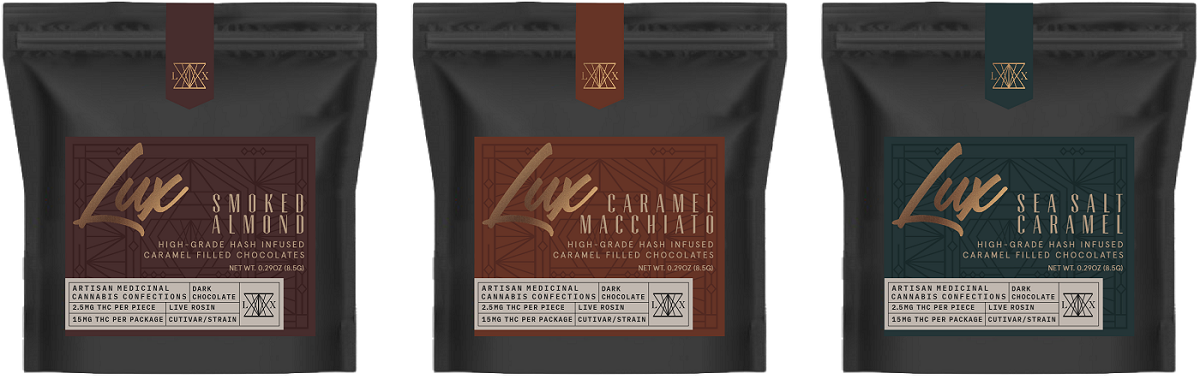 L X
Lux
SMOKED
ALMOND
HIGH-GRADE HASH INFUSED
CARAMEL FILLED CHOCOLATES
NET WT. 0.29OZ (8.5G)
ARTISAN MEDICINAL
CANNABIS CONFECTIONS
DARK
CHOCOLATE
2.5MG THC PER PIECE
LIVE ROSIN
15MG THC PER PACKAGE
CUTIVAR/STRAIN
L X
L X
Lux
CARAMEL
MACCHIATO
HIGH-GRADE HASH INFUSED
CARAMEL FILLED CHOCOLATES
NET WT. 0.29OZ (8.5G)
ARTISAN MEDICINAL
CANNABIS CONFECTIONS
DARK
CHOCOLATE
2.5MG THC PER PIECE
LIVE ROSIN
15MG THC PER PACKAGE
CUTIVAR/STRAIN
L X
L X
Lux
SEA SALT
CARAMEL
HIGH-GRADE HASH INFUSED
CARAMEL FILLED CHOCOLATES
NET WT. 0.29OZ (8.5G)
ARTISAN MEDICINAL
CANNABIS CONFECTIONS
DARK
CHOCOLATE
2.5MG THC PER PIECE
LIVE ROSIN
15MG THC PER PACKAGE
CUTIVAR/STRAIN
L X